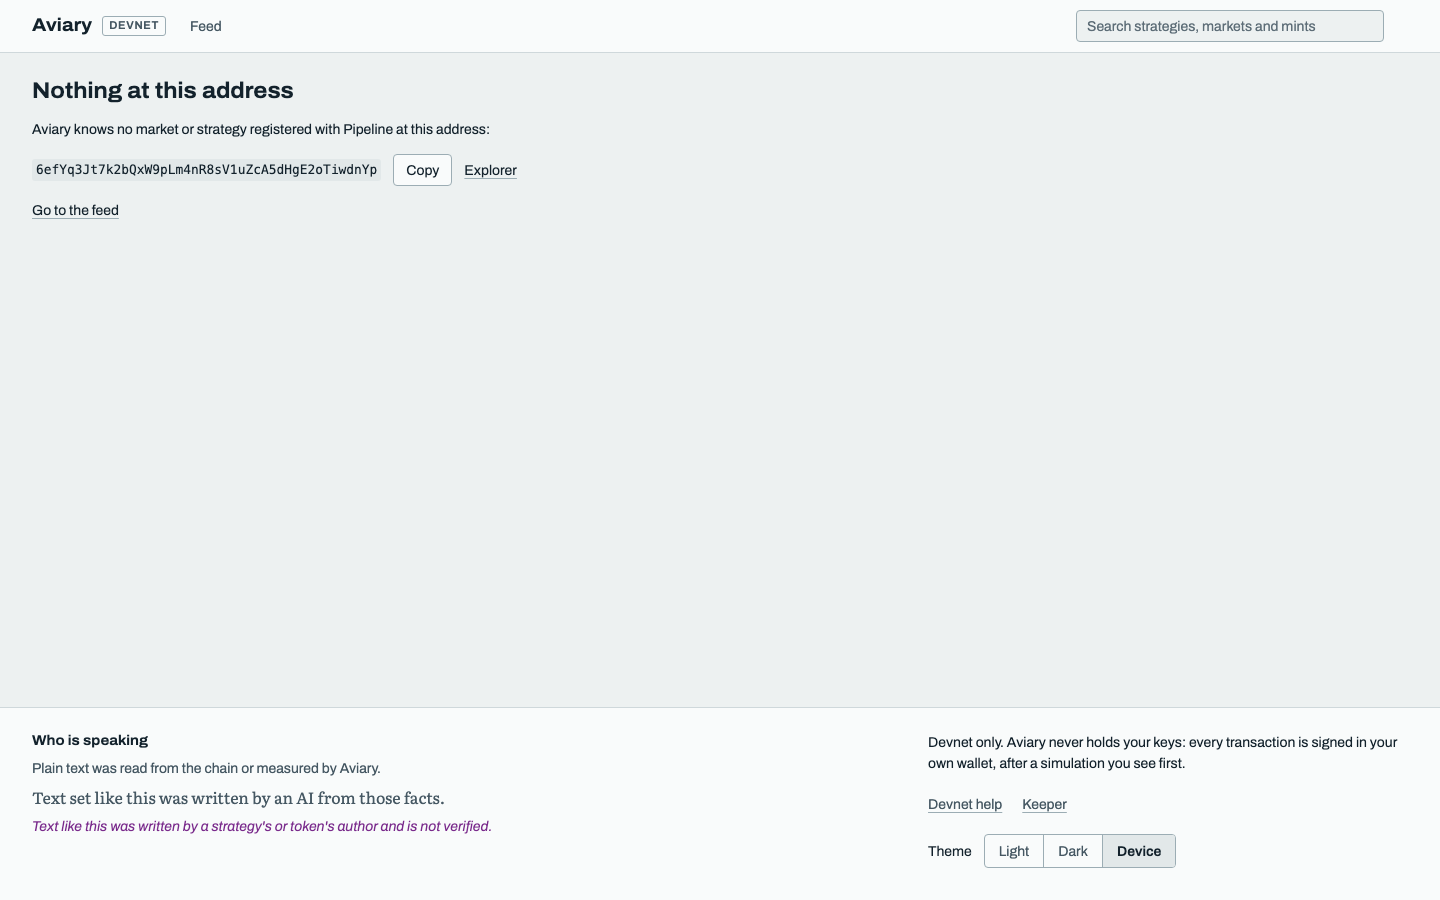 Aviary DEVNET Feed Search strategies, markets and mints
Nothing at this address
Aviary knows no market or strategy registered with Pipeline at this address:
6efYq3Jt7k2bQxW9pLm4nR8sV1uZcA5dHgE2oTiwdnYp Copy Explorer
Go to the feed
Who is speaking
Plain text was read from the chain or measured by Aviary.
Text set like this was written by an AI from those facts.
Text like this was written by a strategy's or token's author and is not verified.
Devnet only. Aviary never holds your keys: every transaction is signed in your
own wallet, after a simulation you see first.
Devnet help Keeper
Theme Light Dark Device